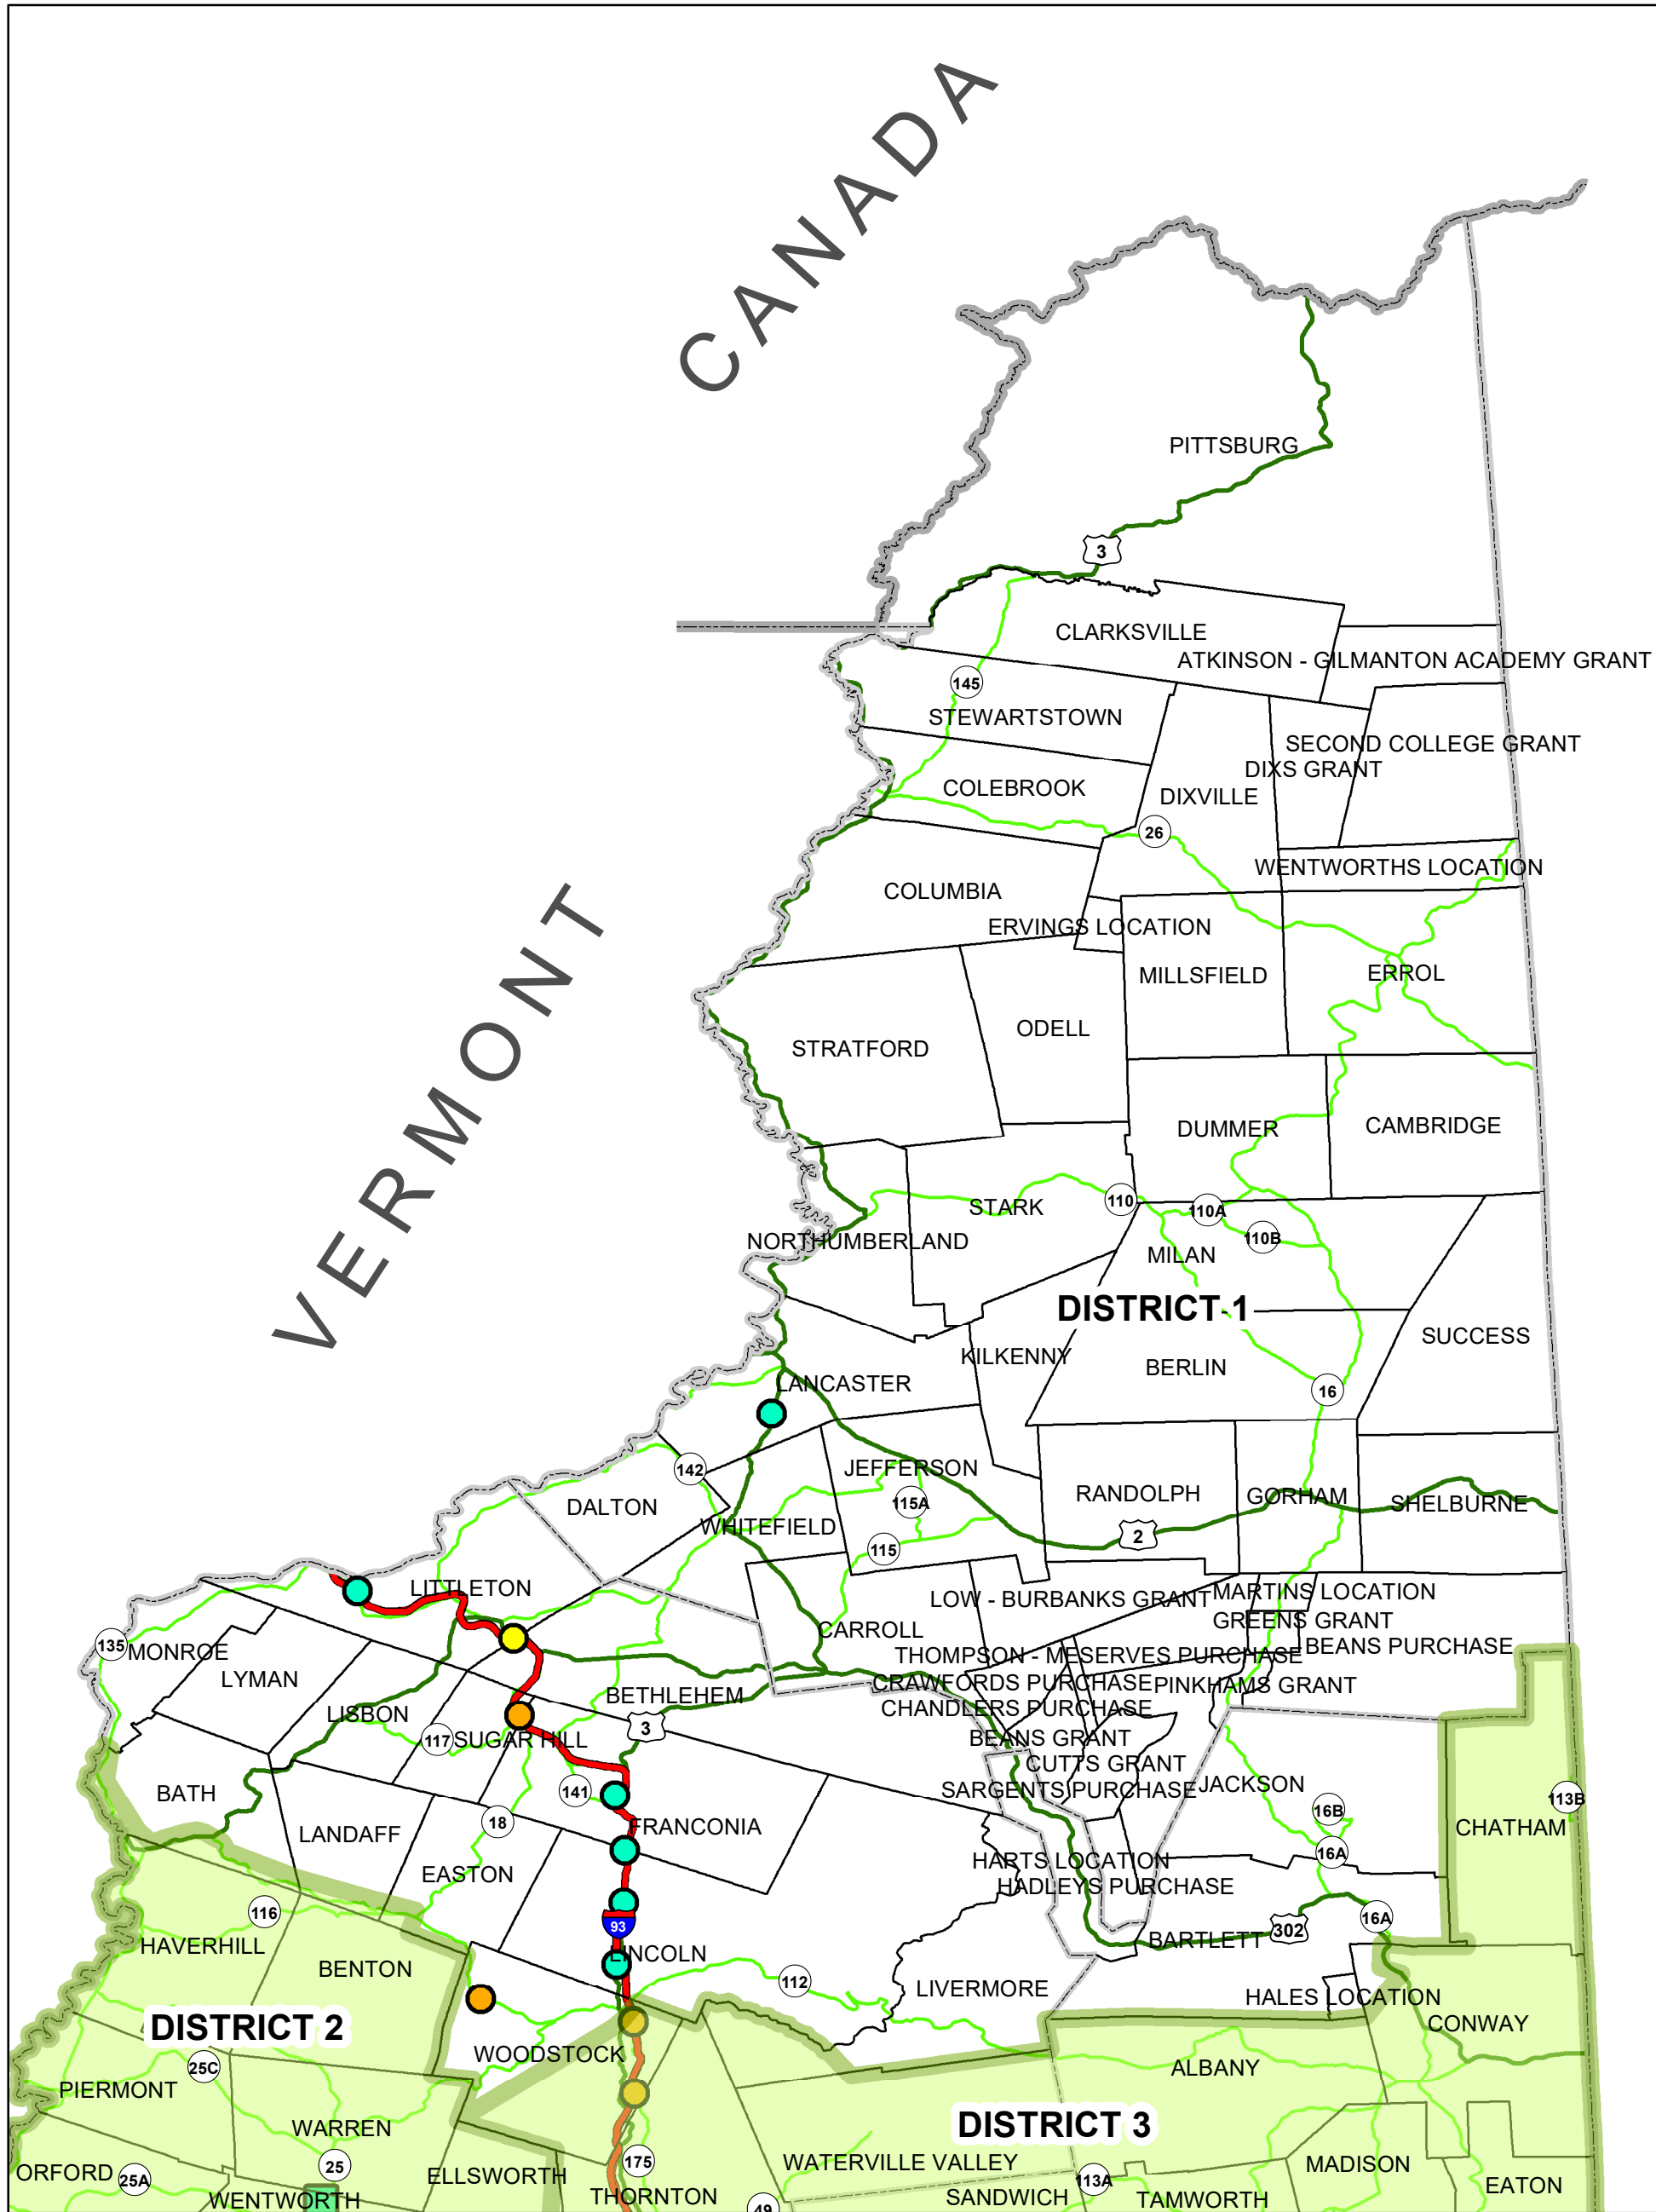 CANADA
PITTSBURG
3
CLARKSVILLE
ATKINSON - GILMANTON ACADEMY GRANT
145
STEWARTSTOWN
SECOND COLLEGE GRANT
DIXS GRANT
COLEBROOK
DIXVILLE
26
WENTWORTHS LOCATION
COLUMBIA
ERVINGS LOCATION
MILLSFIELD
ERROL
VERMONT
ODELL
STRATFORD
DUMMER
CAMBRIDGE
110
STARK
110A
110B
NORTHUMBERLAND
MILAN
DISTRICT 1
SUCCESS
KILKENNY
BERLIN
LANCASTER
16
142
JEFFERSON
RANDOLPH
GORHAM
SHELBURNE
115A
DALTON
WHITEFIELD
2
115
LITTLETON
LOW - BURBANKS GRANT
MARTINS LOCATION
GREENS GRANT
CARROLL
135
MONROE
BEANS PURCHASE
THOMPSON - MESERVES PURCHASE
LYMAN
CRAWFORDS PURCHASE
PINKHAMS GRANT
BETHLEHEM
CHANDLERS PURCHASE
LISBON
3
117
SUGAR HILL
BEANS GRANT
CUTTS GRANT
SARGENTS PURCHASE
JACKSON
BATH
141
113B
16B
18
FRANCONIA
CHATHAM
LANDAFF
16A
HARTS LOCATION
EASTON
HADLEYS PURCHASE
116
16A
93
302
HAVERHILL
BARTLETT
LINCOLN
BENTON
112
LIVERMORE
HALES LOCATION
CONWAY
DISTRICT 2
WOODSTOCK
25C
ALBANY
PIERMONT
WARREN
DISTRICT 3
175
WATERVILLE VALLEY
MADISON
25
ORFORD
25A
ELLSWORTH
113A
EATON
THORNTON
SANDWICH
TAMWORTH
WENTWORTH
49